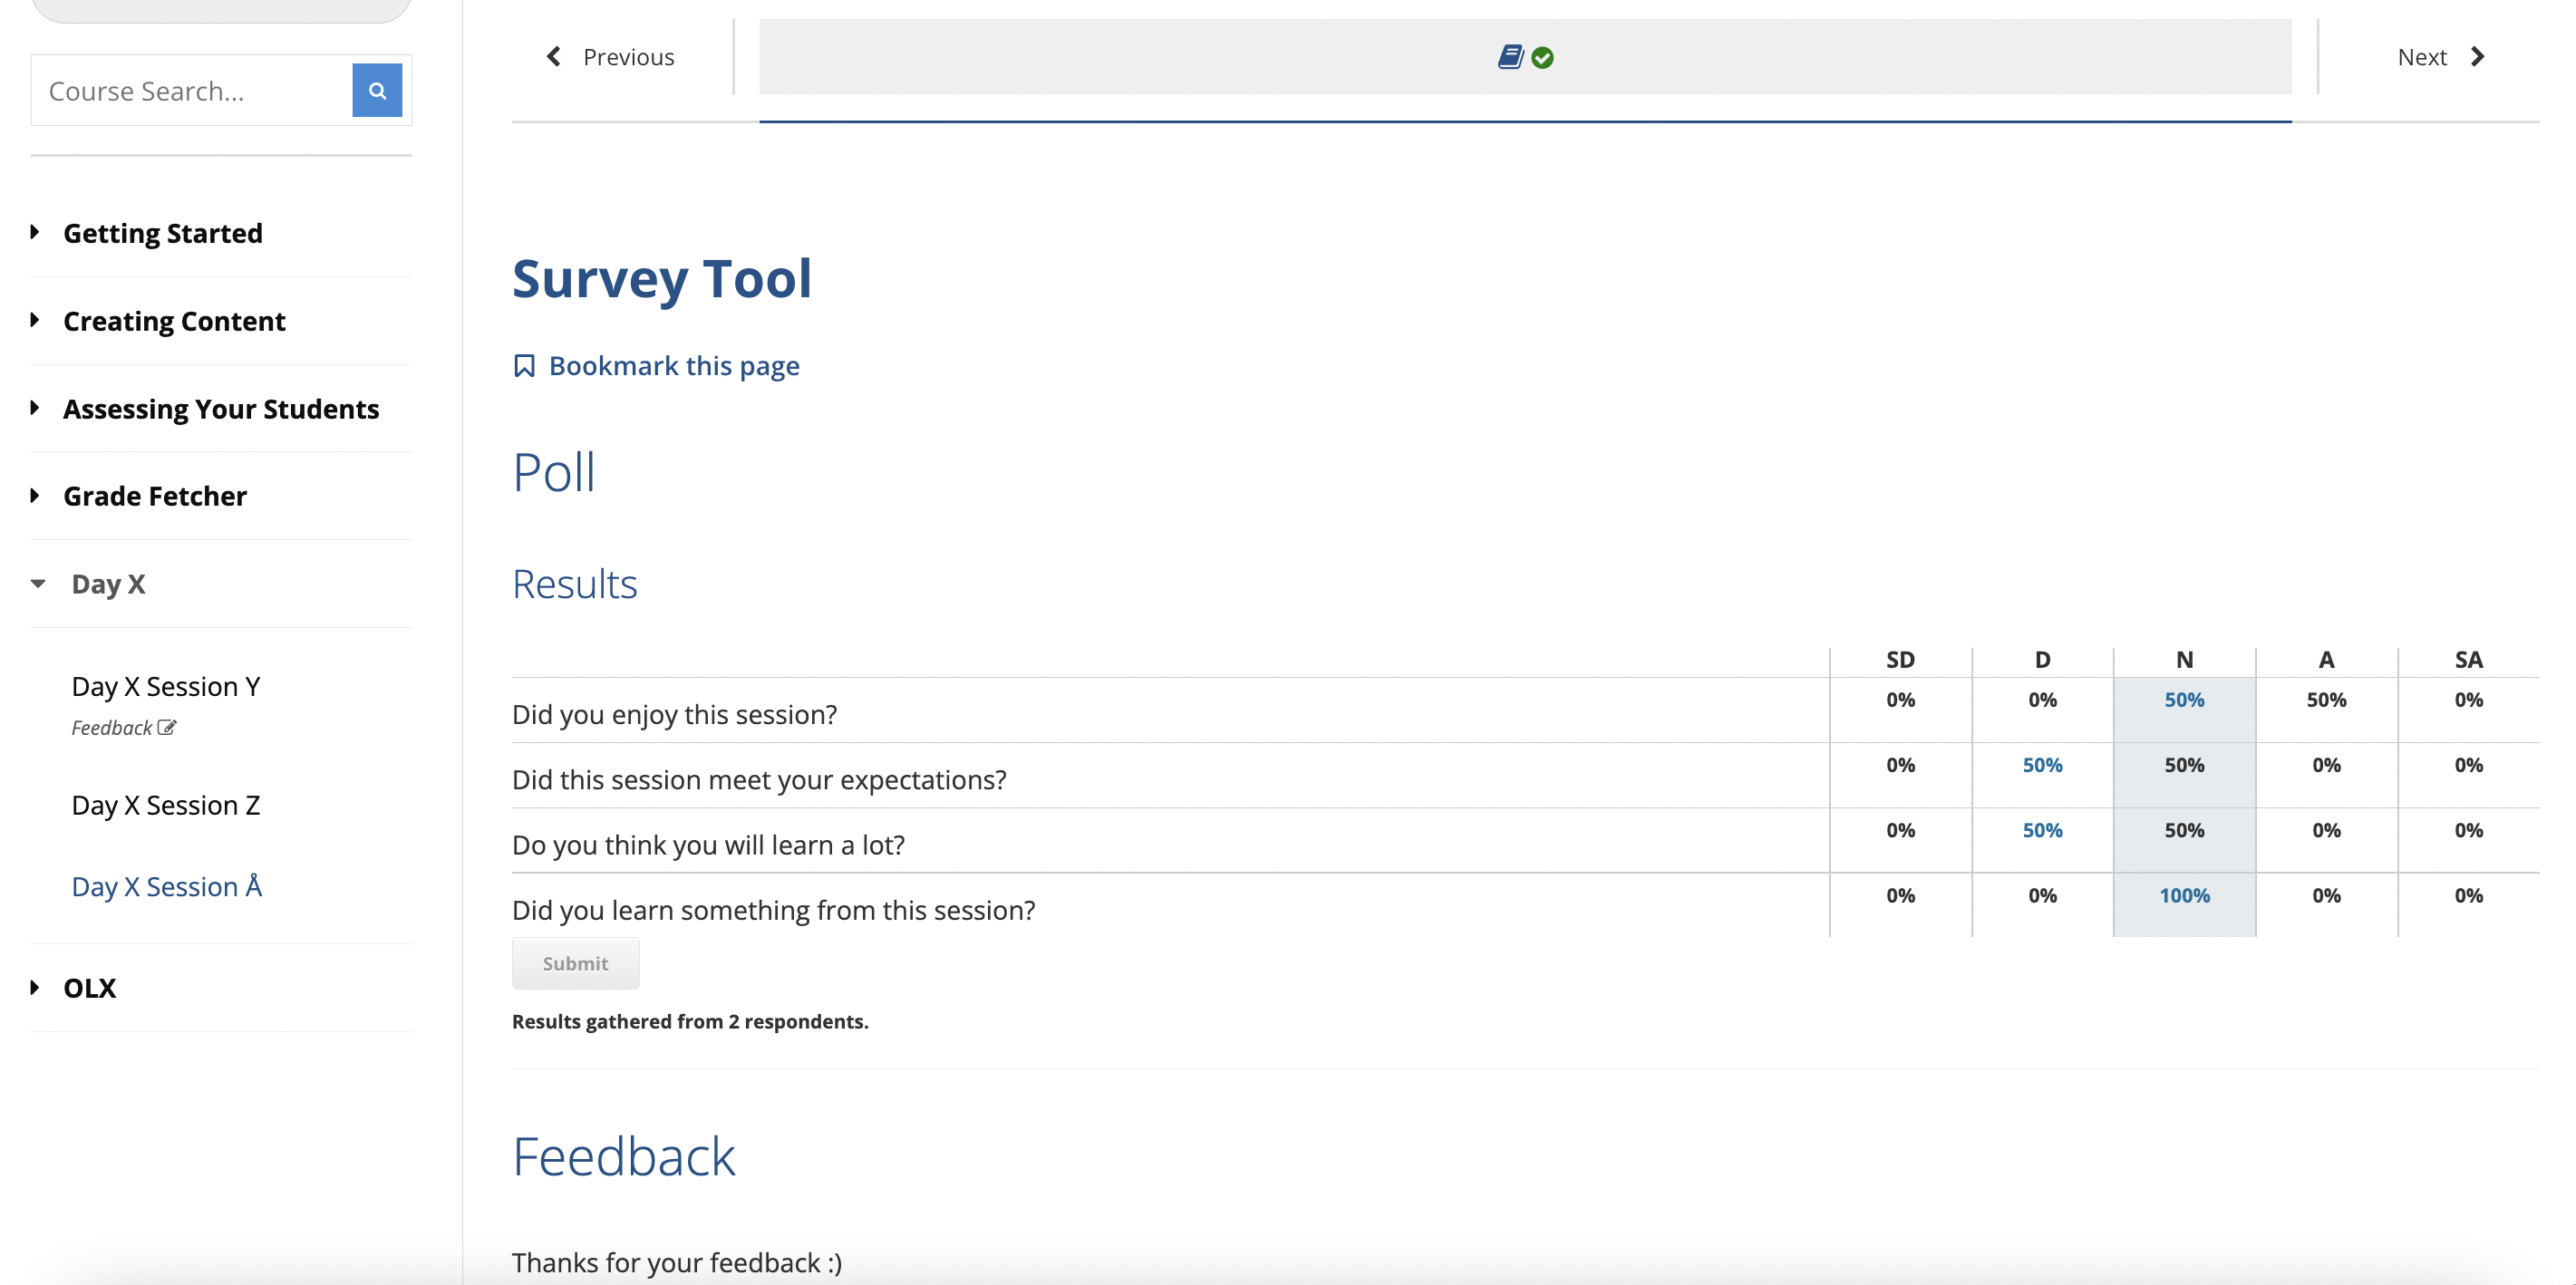 Previous
Next
Course Search...
Getting Started
Creating Content
Assessing Your Students
Grade Fetcher
Day X
Day X Session Y
Feedback
Day X Session Z
Day X Session Å
OLX
Survey Tool
Bookmark this page
Poll
Results
SD D N A SA
Did you enjoy this session? 0% 0% 50% 50% 0%
Did this session meet your expectations? 0% 50% 50% 0% 0%
Do you think you will learn a lot? 0% 50% 50% 0% 0%
Did you learn something from this session? 0% 0% 100% 0% 0%
Submit
Results gathered from 2 respondents.
Feedback
Thanks for your feedback :)